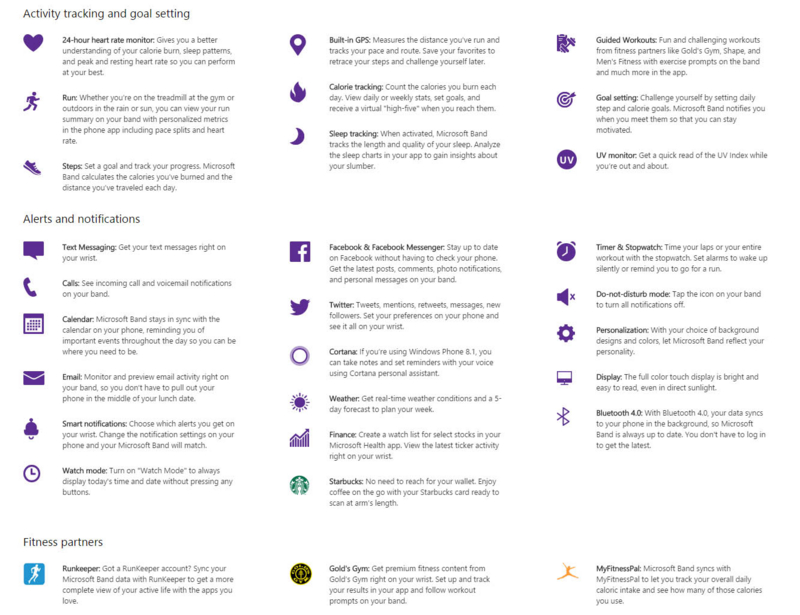 Activity tracking and goal setting
24-hour heart rate monitor: Gives you a better
understanding of your calorie burn, sleep patterns,
and peak and resting heart rate so you can perform
at your best.
Run: Whether you're on the treadmill at the gym or
outdoors in the rain or sun, you can view your run
summary on your band with personalized metrics
in the phone app including pace splits and heart
rate.
Steps: Set a goal and track your progress. Microsoft
Band calculates the calories you've burned and the
distance you've traveled each day.
Built-in GPS: Measures the distance you've run and
tracks your pace and route. Save your favorites to
retrace your steps and challenge yourself later.
Calorie tracking: Count the calories you burn each
day. View daily or weekly stats, set goals, and
receive a virtual "high-five" when you reach them.
Sleep tracking: When activated, Microsoft Band
tracks the length and quality of your sleep. Analyze
the sleep charts in your app to gain insights about
your slumber.
Guided Workouts: Fun and challenging workouts
from fitness partners like Gold's Gym, Shape, and
Men's Fitness with exercise prompts on the band
and much more in the app.
Goal setting: Challenge yourself by setting daily
step and calorie goals. Microsoft Band notifies you
when you meet them so that you can stay
motivated.
UV
UV monitor: Get a quick read of the UV Index while
you're out and about.
Alerts and notifications
Text Messaging: Get your text messages right on
your wrist.
Calls: See incoming call and voicemail notifications
on your band.
Calendar: Microsoft Band stays in sync with the
calendar on your phone, reminding you of
important events throughout the day so you can be
where you need to be.
Email: Monitor and preview email activity right on
your band, so you don't have to pull out your
phone in the middle of your lunch date.
Smart notifications: Choose which alerts you get on
your wrist. Change the notification settings on your
phone and your Microsoft Band will match.
Watch mode: Turn on "Watch Mode" to always
display today's time and date without pressing any
buttons.
Facebook & Facebook Messenger: Stay up to date
on Facebook without having to check your phone.
Get the latest posts, comments, photo notifications,
and personal messages on your band.
Twitter: Tweets, mentions, retweets, messages, new
followers. Set your preferences on your phone and
see it all on your wrist.
Cortana: If you're using Windows Phone 8.1, you
can take notes and set reminders with your voice
using Cortana personal assistant.
Weather: Get real-time weather conditions and a 5-
day forecast to plan your week.
Finance: Create a watch list for select stocks in your
Microsoft Health app. View the latest ticker activity
right on your wrist.
Starbucks: No need to reach for your wallet. Enjoy
coffee on the go with your Starbucks card ready to
scan at arm's length.
Timer & Stopwatch: Time your laps or your entire
workout with the stopwatch. Set alarms to wake up
silently or remind you to go for a run.
Do-not-disturb mode: Tap the icon on your band
to turn all notifications off.
Personalization: With your choice of background
designs and colors, let Microsoft Band reflect your
personality.
Display: The full color touch display is bright and
easy to read, even in direct sunlight.
Bluetooth 4.0: With Bluetooth 4.0, your data syncs
to your phone in the background, so Microsoft
Band is always up to date. You don't have to log in
to get the latest.
Fitness partners
Runkeeper: Got a RunKeeper account? Sync your
Microsoft Band data with RunKeeper to get a more
complete view of your active life with the apps you
love.
Gold's Gym: Get premium fitness content from
Gold's Gym right on your wrist. Set up and track
your results in your app and follow workout
prompts on your band.
MyFitnessPal: Microsoft Band syncs with
MyFitnessPal to let you track your overall daily
caloric intake and see how many of those calories
you use.